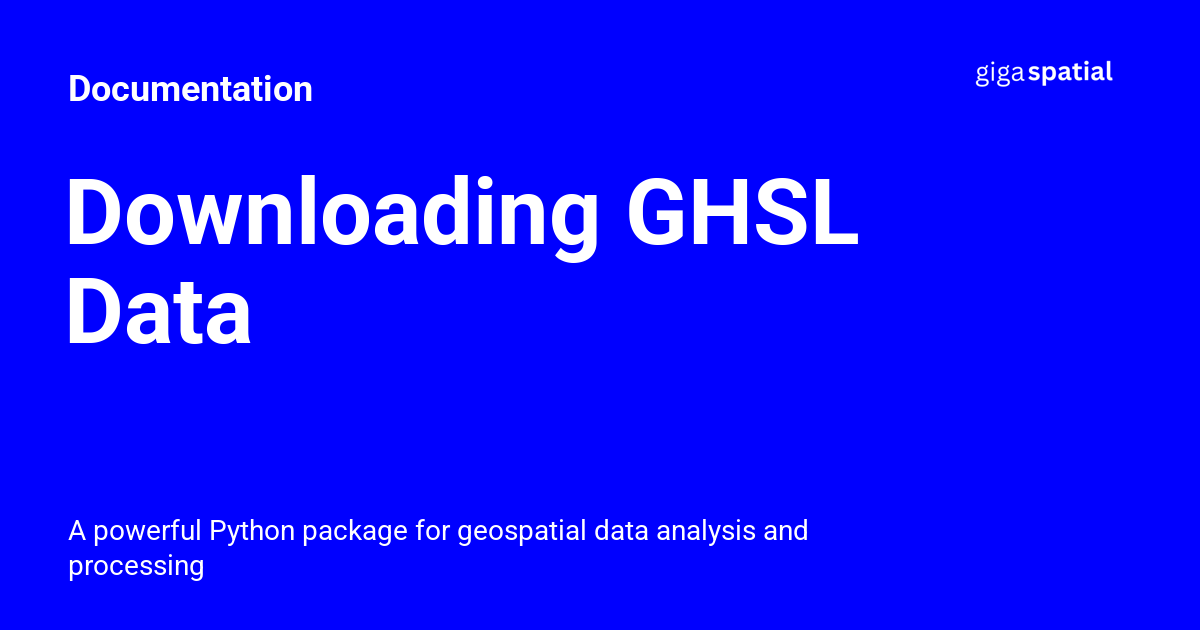 Documentation
giga spatial
Downloading GHSL
Data
A powerful Python package for geospatial data analysis and
processing